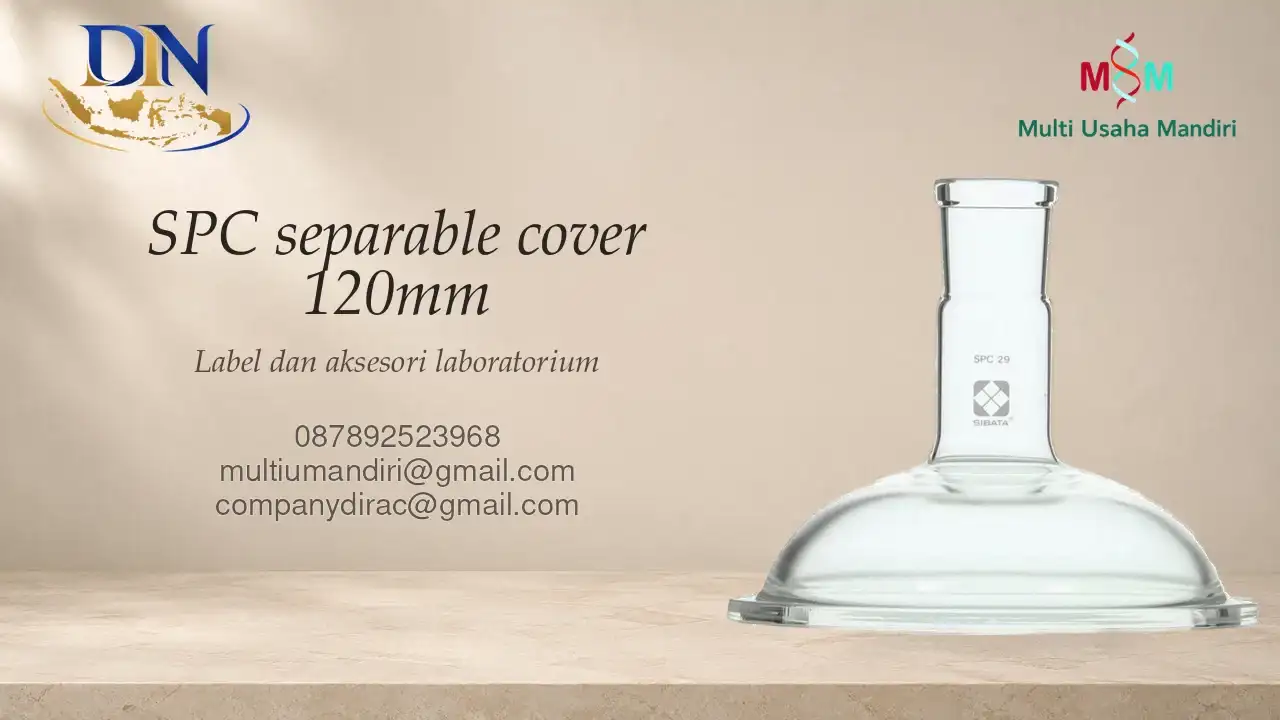 DIN
MSM
Multi Usaha Mandiri
SPC separable cover
120mm
Label dan aksesori laboratorium
087892523968
multiumandiri@gmail.com
companydirac@gmail.com
SPC 29
SIBATA